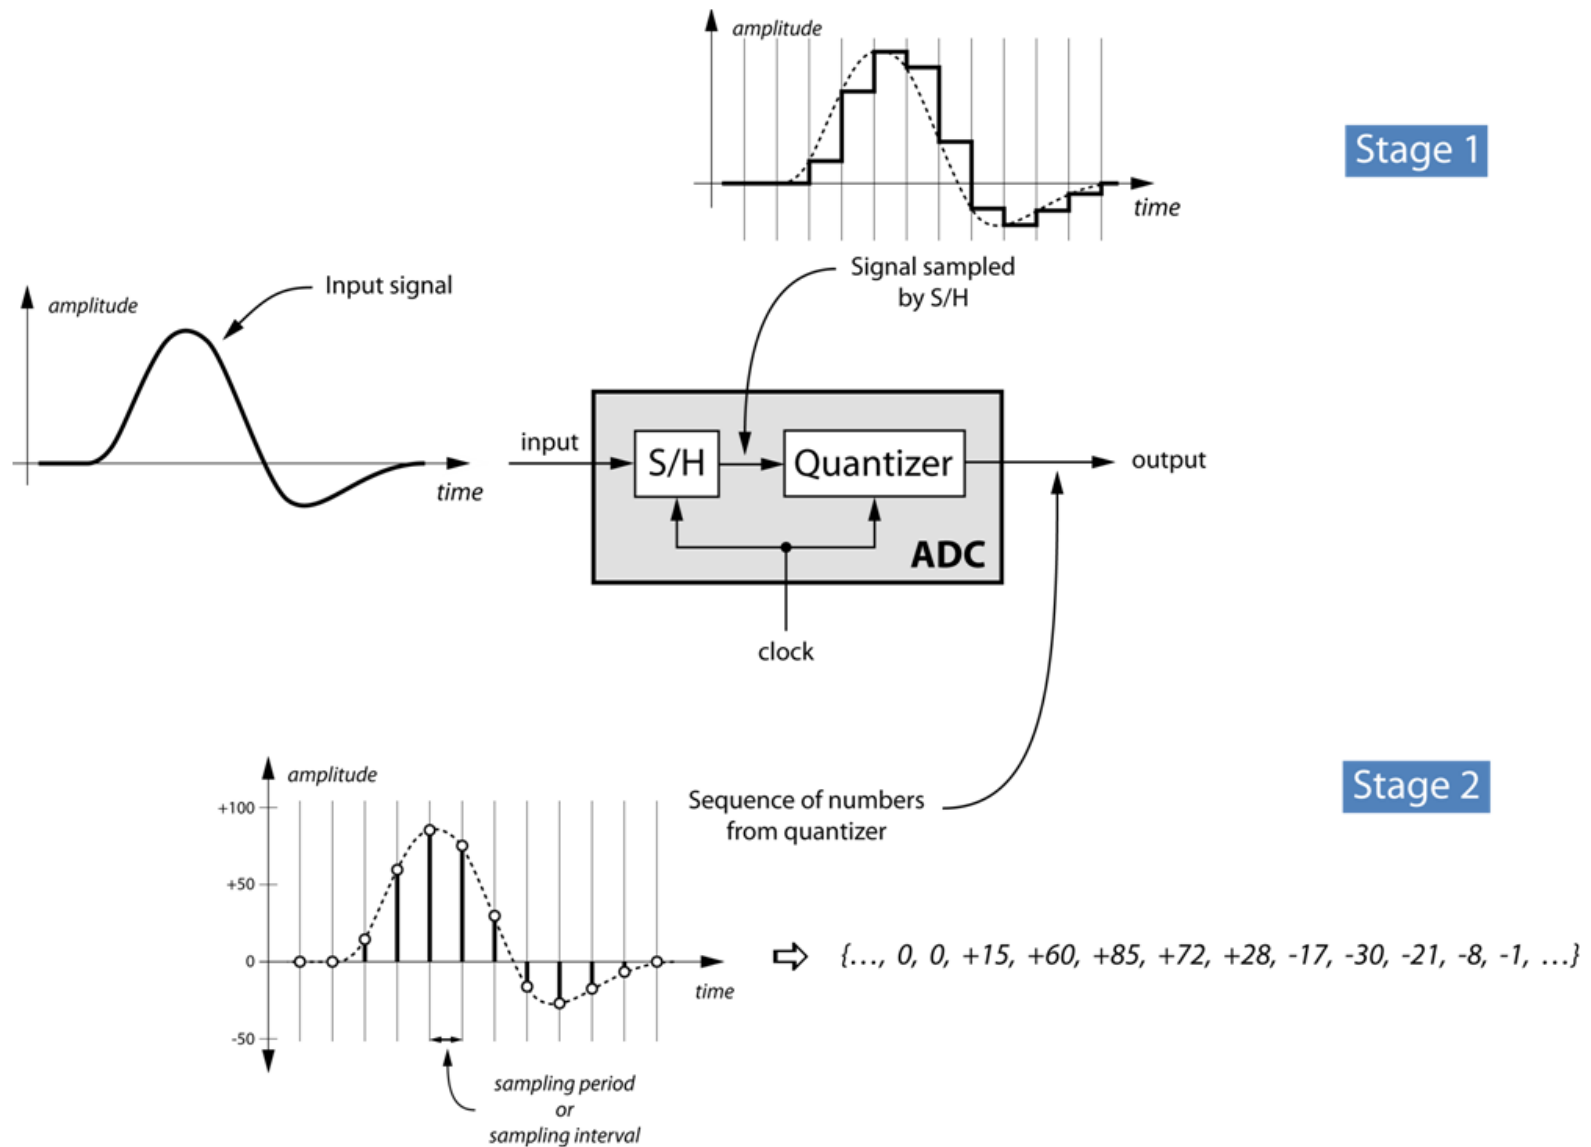 amplitude
Stage 1
time
Signal sampled
by S/H
Input signal
amplitude
time
input
S/H
Quantizer
output
ADC
clock
amplitude
+100
+50
0
-50
time
sampling period
or
sampling interval
Sequence of numbers
from quantizer
Stage 2
{..., 0, 0, +15, +60, +85, +72, +28, -17, -30, -21, -8, -1, ...}